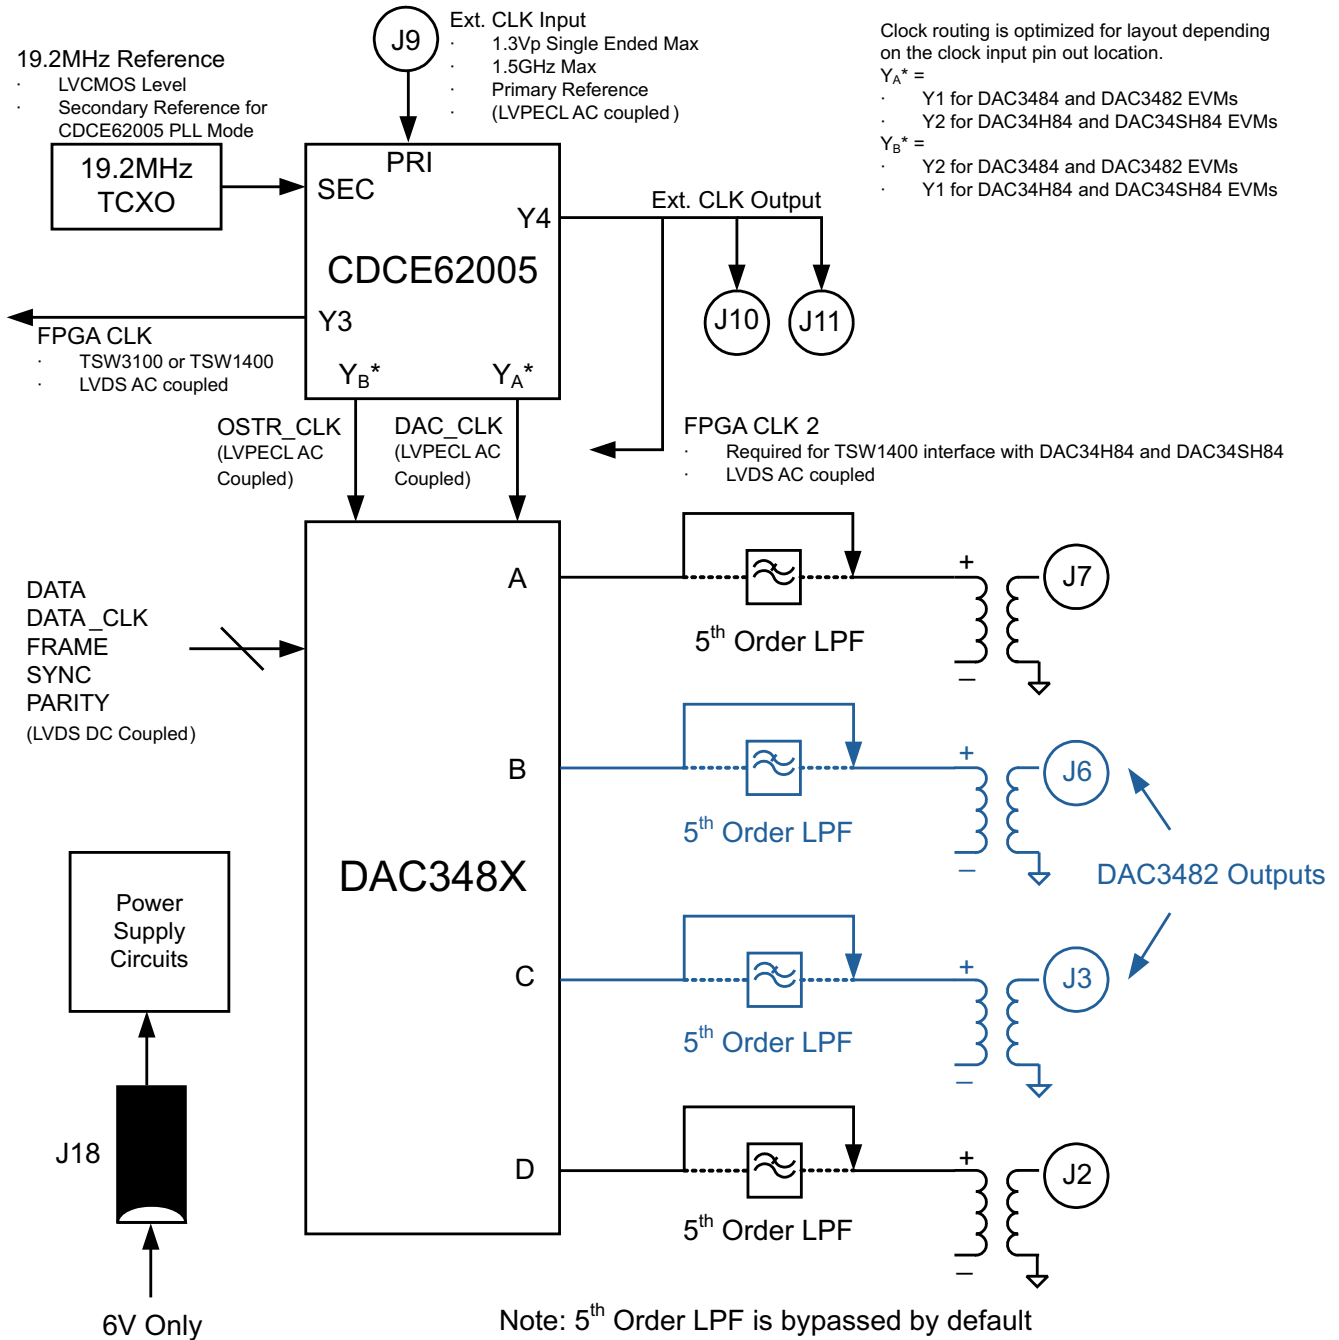 19.2MHz Reference
· LVCMOS Level
· Secondary Reference for
CDCE62005 PLL Mode
19.2MHz
TCXO
J9
Ext. CLK Input
· 1.3Vp Single Ended Max
· 1.5GHz Max
· Primary Reference
· (LVPECL AC coupled)
Clock routing is optimized for layout depending
on the clock input pin out location.
YA* =
· Y1 for DAC3484 and DAC3482 EVMs
· Y2 for DAC34H84 and DAC34SH84 EVMs
YB* =
· Y2 for DAC3484 and DAC3482 EVMs
· Y1 for DAC34H84 and DAC34SH84 EVMs
PRI
SEC
Y4
CDCE62005
Y3
YB*
YA*
Ext. CLK Output
J10
J11
FPGA CLK
· TSW3100 or TSW1400
· LVDS AC coupled
OSTR_CLK
(LVPECL AC
Coupled)
DAC_CLK
(LVPECL AC
Coupled)
FPGA CLK 2
· Required for TSW1400 interface with DAC34H84 and DAC34SH84
· LVDS AC coupled
DATA
DATA_CLK
FRAME
SYNC
PARITY
(LVDS DC Coupled)
DAC348X
A
5th Order LPF
+
–
J7
B
5th Order LPF
+
–
J6
DAC3482 Outputs
C
5th Order LPF
+
–
J3
D
5th Order LPF
+
–
J2
Power
Supply
Circuits
J18
6V Only
Note: 5th Order LPF is bypassed by default